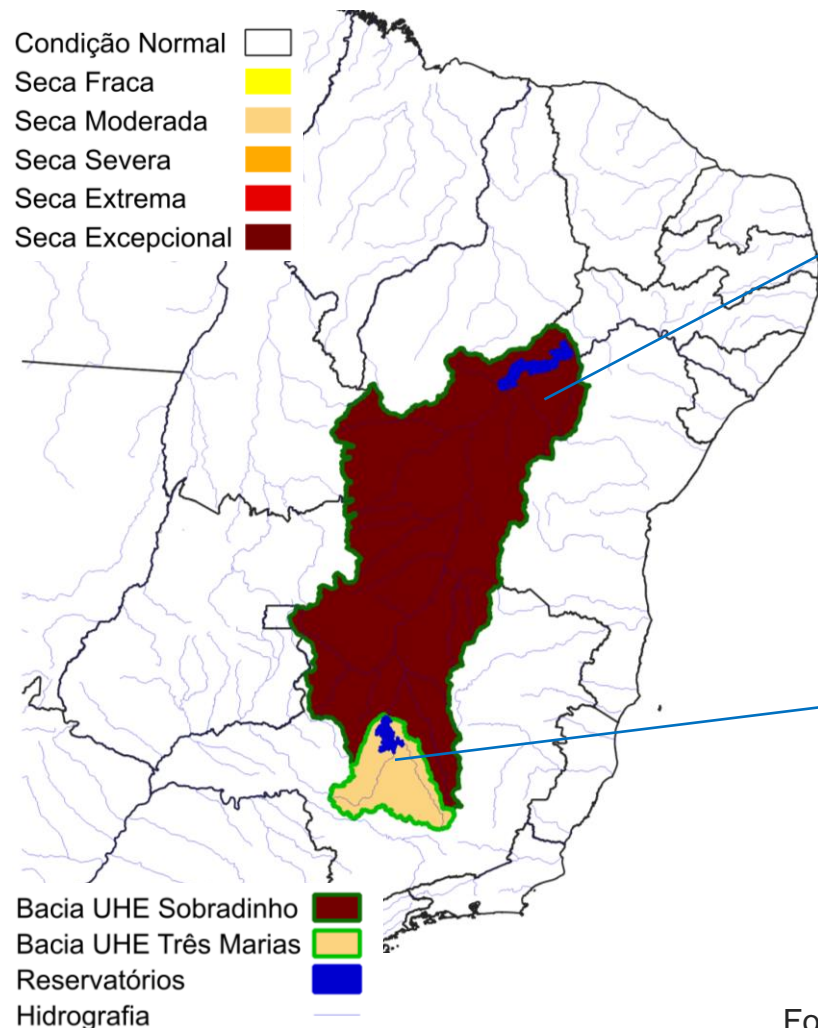 Condição Normal
Seca Fraca
Seca Moderada
Seca Severa
Seca Extrema
Seca Excepcional
Bacia UHE Sobradinho
Bacia UHE Três Marias
Reservatórios
Hidrografia
Fo